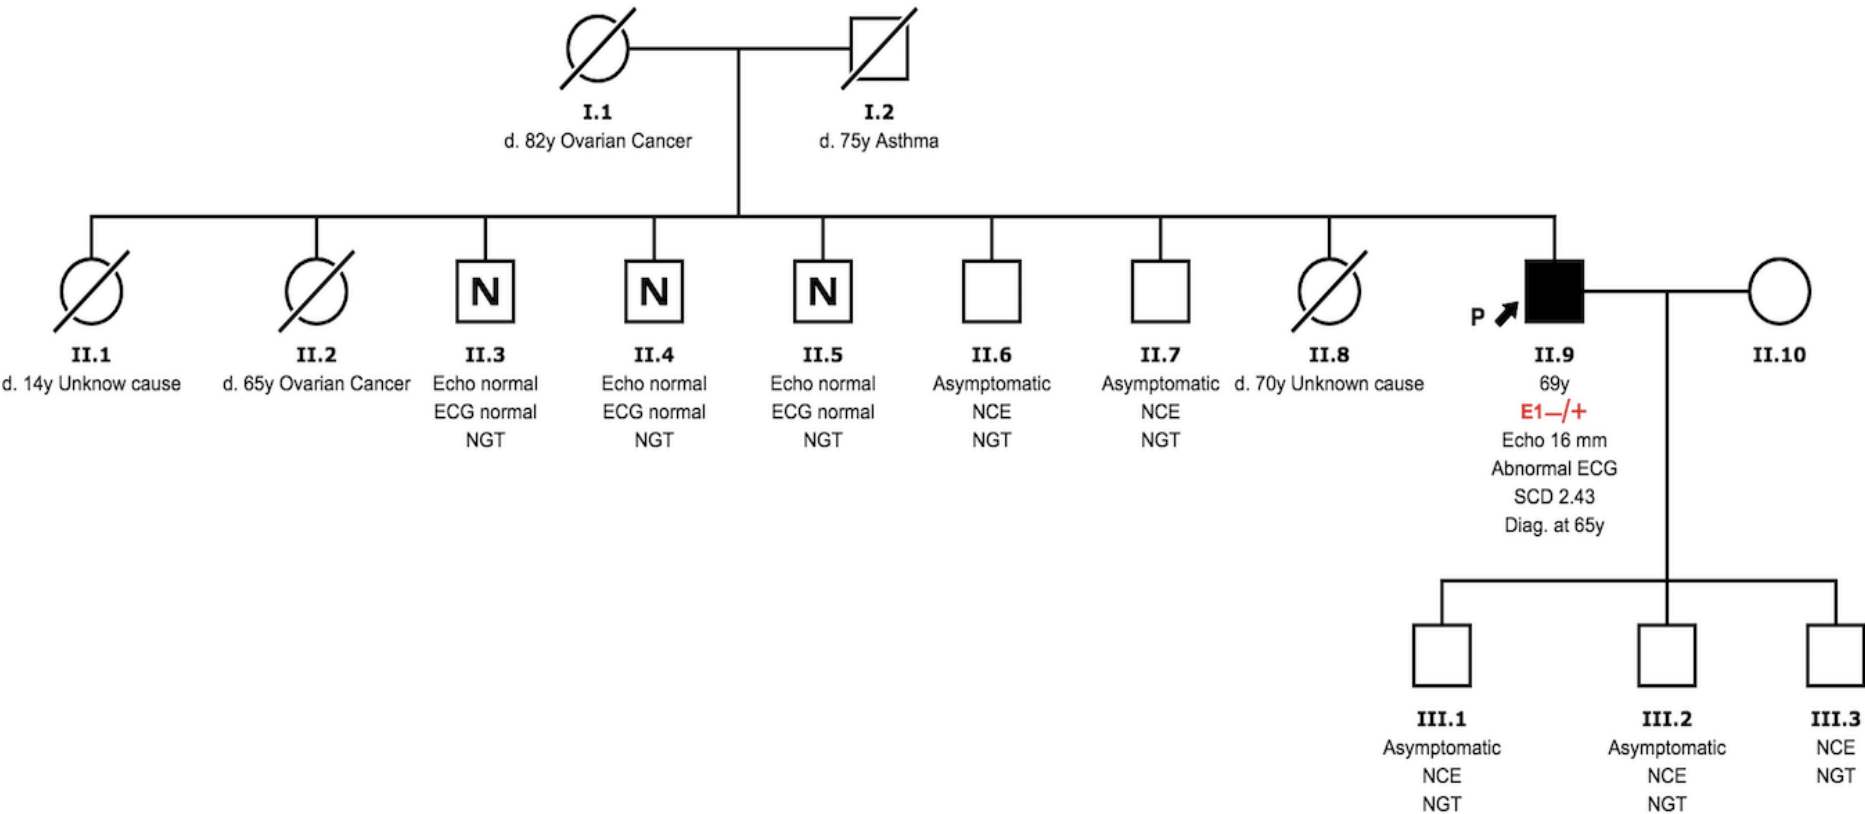 I.1
d. 82y Ovarian Cancer
I.2
d. 75y Asthma
II.1
d. 14y Unknow cause
II.2
d. 65y Ovarian Cancer
N
II.3
Echo normal
ECG normal
NGT
N
II.4
Echo normal
ECG normal
NGT
N
II.5
Echo normal
ECG normal
NGT
II.6
Asymptomatic
NCE
NGT
II.7
Asymptomatic
NCE
NGT
II.8
d. 70y Unknown cause
P
II.9
69y
E1—/+
Echo 16 mm
Abnormal ECG
SCD 2.43
Diag. at 65y
II.10
III.1
Asymptomatic
NCE
NGT
III.2
Asymptomatic
NCE
NGT
III.3
NCE
NGT